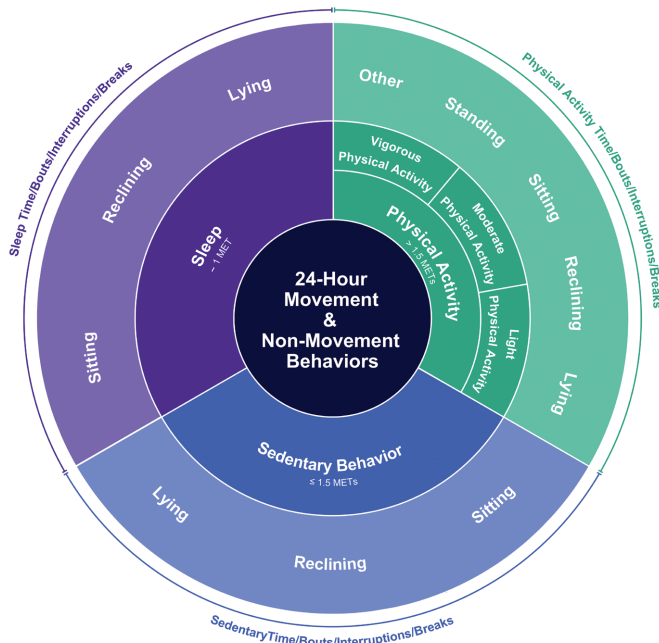 24-Hour
Movement
&
Non-Movement
Behaviors
Sleep
~ 1 MET
Lying
Reclining
Sitting
Sleep Time/Bouts/Interruptions/Breaks
Physical Activity
> 1.5 METs
Vigorous
Physical Activity
Moderate
Physical Activity
Light
Physical Activity
Other
Standing
Sitting
Reclining
Lying
Physical Activity Time/Bouts/Interruptions/Breaks
Sedentary Behavior
≤ 1.5 METs
Lying
Reclining
Sitting
SedentaryTime/Bouts/Interruptions/Breaks